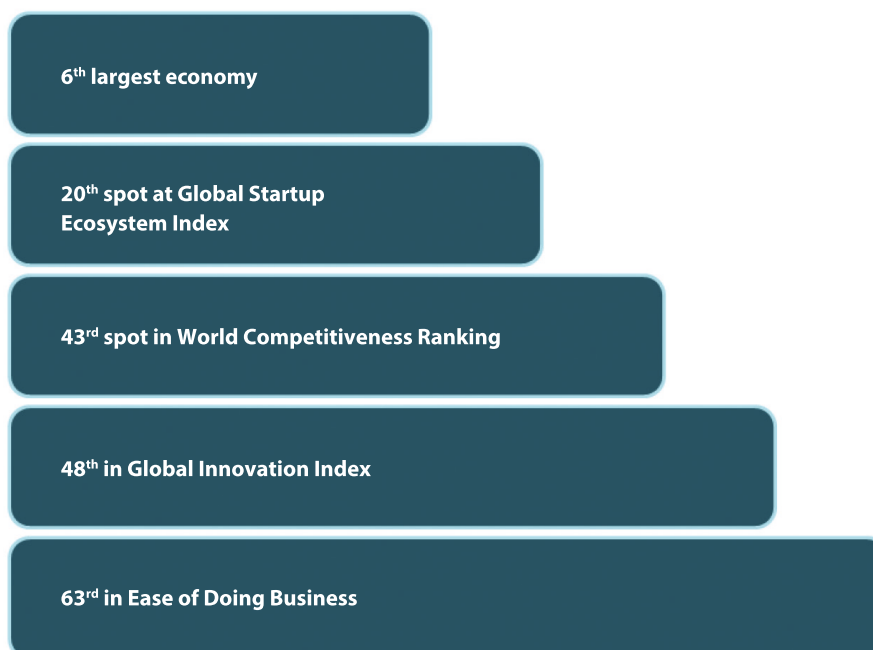 6th largest economy
20th spot at Global Startup
Ecosystem Index
43rd spot in World Competitiveness Ranking
48th in Global Innovation Index
63rd in Ease of Doing Business